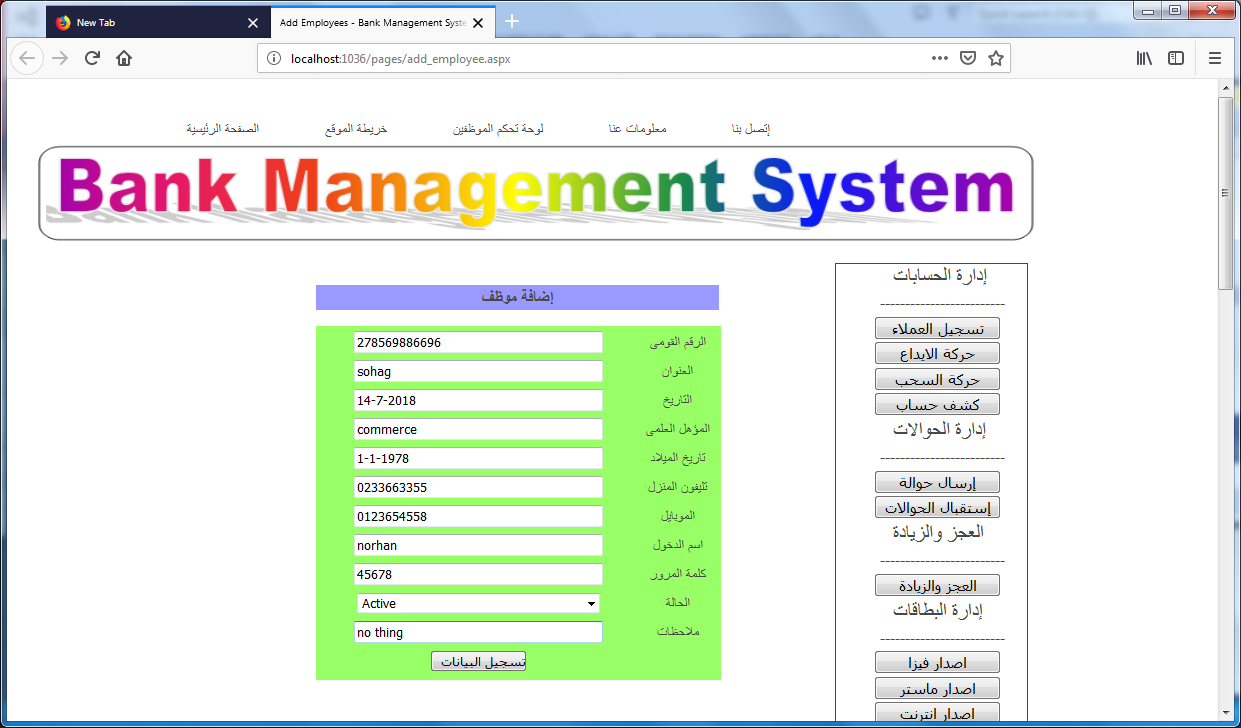 New Tab
Add Employees - Bank Management Syste
localhost:1036/pages/add_employee.aspx
الصفحة الرئيسية خريطة الموقع لوحة تحكم الموظفين معلومات عنا إتصل بنا
Bank Management System
إضافة موظف
الرقم القومى 278569886696
العنوان sohag
التاريخ 14-7-2018
المؤهل العلمى commerce
تاريخ الميلاد 1-1-1978
تليفون المنزل 0233663355
الموبايل 0123654558
اسم الدخول norhan
كلمة المرور 45678
الحالة Active
ملاحظات no thing
تسجيل البيانات
إدارة الحسابات
-------------------------
تسجيل العملاء
حركة الايداع
حركة السحب
كشف حساب
إدارة الحوالات
-------------------------
إرسال حوالة
إستقبال الحوالات
العجز والزيادة
-------------------------
العجز والزيادة
إدارة البطاقات
-------------------------
اصدار فيزا
اصدار ماستر
اصدار انترنت